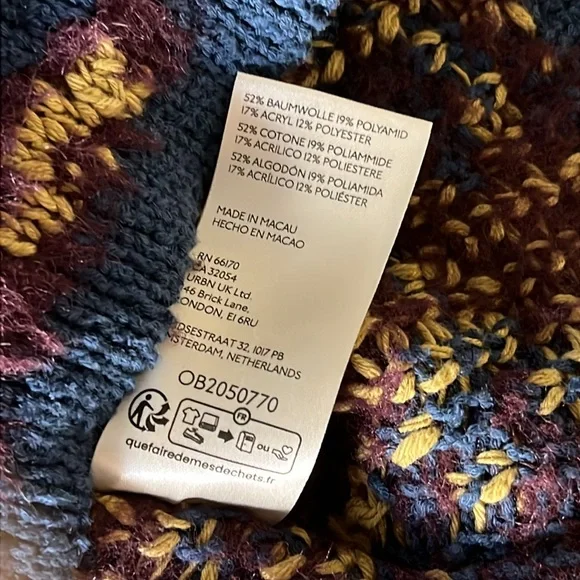 52% BAUMWOLLE 19% POLYAMID
17% ACRYL 12% POLYESTER
52% COTONE 19% POLIAMMIDE
17% ACRILICO 12% POLIESTERE
52% ALGODÓN 19% POLIAMIDA
17% ACRÍLICO 12% POLIÉSTER
MADE IN MACAU
HECHO EN MACAO
RN 66170
CA 32054
URBN UK Ltd.
46 Brick Lane,
LONDON, E1 6RU
STRAAT 32, 1017 PB
AMSTERDAM, NETHERLANDS
OB2050770
FR
ou
quefairedemesdechets.fr